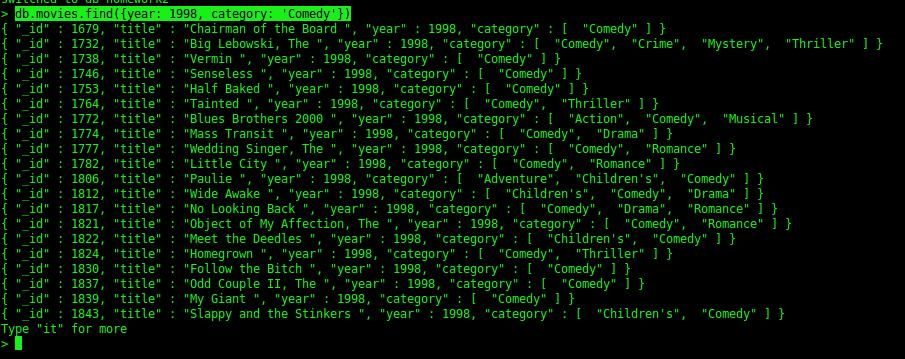 switched to db homework2
> db.movies.find({year: 1998, category: 'Comedy'})
{ "_id" : 1679, "title" : "Chairman of the Board ", "year" : 1998, "category" : [  "Comedy" ] }
{ "_id" : 1732, "title" : "Big Lebowski, The ", "year" : 1998, "category" : [  "Comedy",  "Crime",  "Mystery",  "Thriller" ] }
{ "_id" : 1738, "title" : "Vermin ", "year" : 1998, "category" : [  "Comedy" ] }
{ "_id" : 1746, "title" : "Senseless ", "year" : 1998, "category" : [  "Comedy" ] }
{ "_id" : 1753, "title" : "Half Baked ", "year" : 1998, "category" : [  "Comedy" ] }
{ "_id" : 1764, "title" : "Tainted ", "year" : 1998, "category" : [  "Comedy",  "Thriller" ] }
{ "_id" : 1772, "title" : "Blues Brothers 2000 ", "year" : 1998, "category" : [  "Action",  "Comedy",  "Musical" ] }
{ "_id" : 1774, "title" : "Mass Transit ", "year" : 1998, "category" : [  "Comedy",  "Drama" ] }
{ "_id" : 1777, "title" : "Wedding Singer, The ", "year" : 1998, "category" : [  "Comedy",  "Romance" ] }
{ "_id" : 1782, "title" : "Little City ", "year" : 1998, "category" : [  "Comedy",  "Romance" ] }
{ "_id" : 1806, "title" : "Paulie ", "year" : 1998, "category" : [  "Adventure",  "Children's",  "Comedy" ] }
{ "_id" : 1812, "title" : "Wide Awake ", "year" : 1998, "category" : [  "Children's",  "Comedy",  "Drama" ] }
{ "_id" : 1817, "title" : "No Looking Back ", "year" : 1998, "category" : [  "Comedy",  "Drama",  "Romance" ] }
{ "_id" : 1821, "title" : "Object of My Affection, The ", "year" : 1998, "category" : [  "Comedy",  "Romance" ] }
{ "_id" : 1822, "title" : "Meet the Deedles ", "year" : 1998, "category" : [  "Children's",  "Comedy" ] }
{ "_id" : 1824, "title" : "Homegrown ", "year" : 1998, "category" : [  "Comedy",  "Thriller" ] }
{ "_id" : 1830, "title" : "Follow the Bitch ", "year" : 1998, "category" : [  "Comedy" ] }
{ "_id" : 1837, "title" : "Odd Couple II, The ", "year" : 1998, "category" : [  "Comedy" ] }
{ "_id" : 1839, "title" : "My Giant ", "year" : 1998, "category" : [  "Comedy" ] }
{ "_id" : 1843, "title" : "Slappy and the Stinkers ", "year" : 1998, "category" : [  "Children's",  "Comedy" ] }
Type "it" for more
>